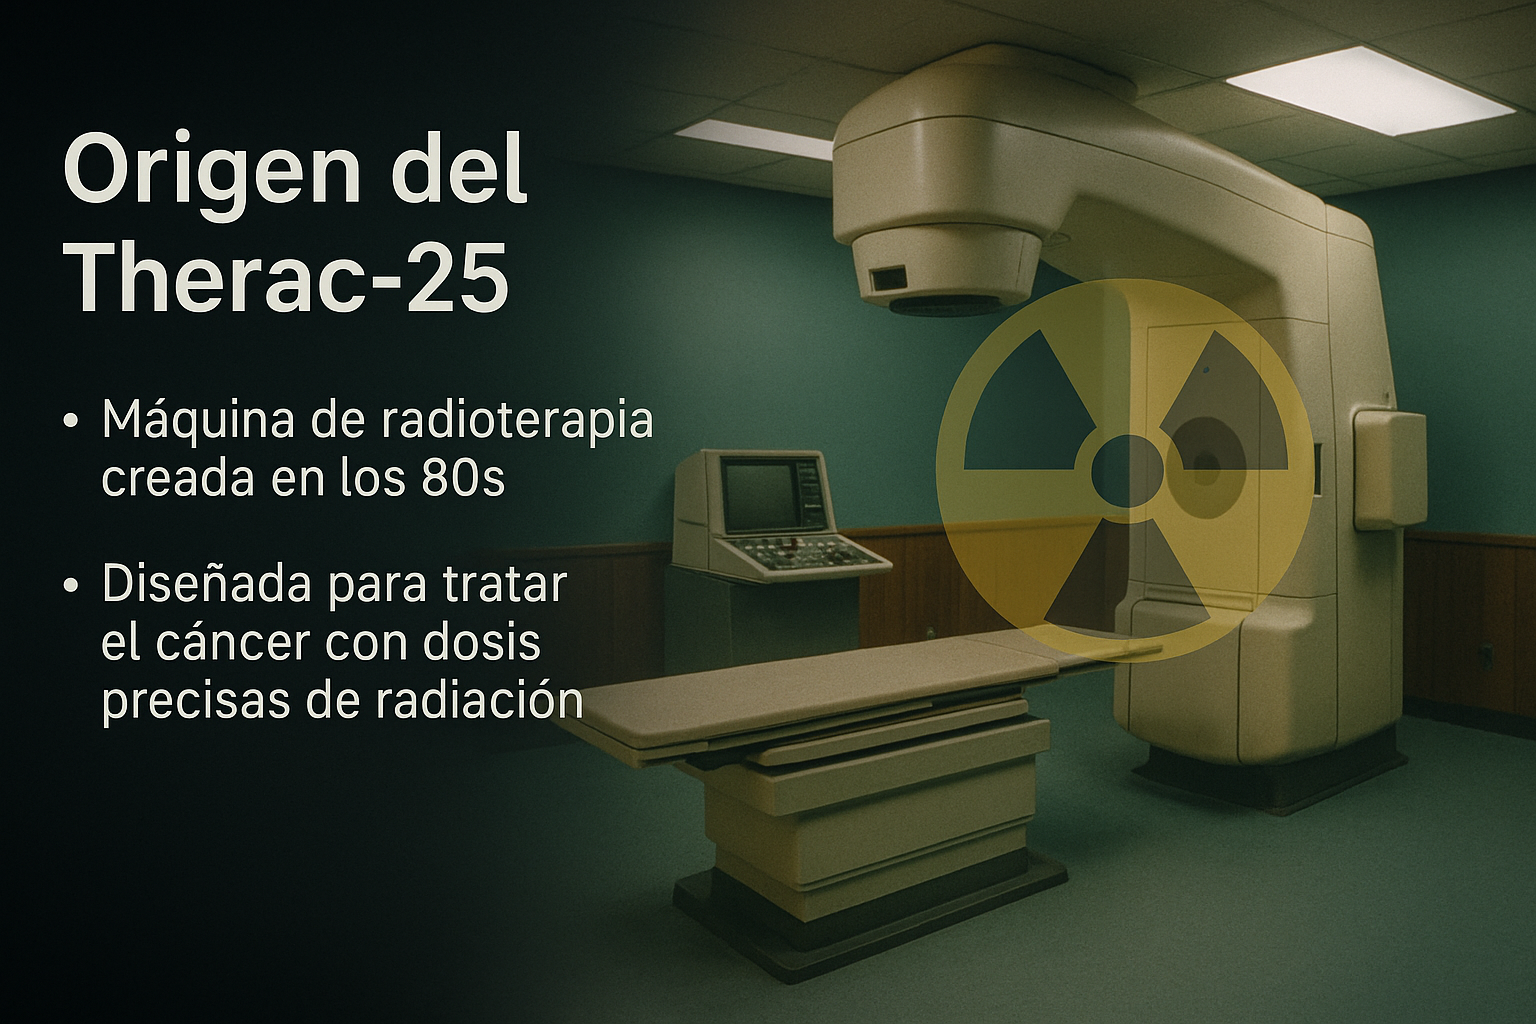 Origen del
Therac-25
• Máquina de radioterapia
creada en los 80s
• Diseñada para tratar
el cáncer con dosis
precisas de radiación